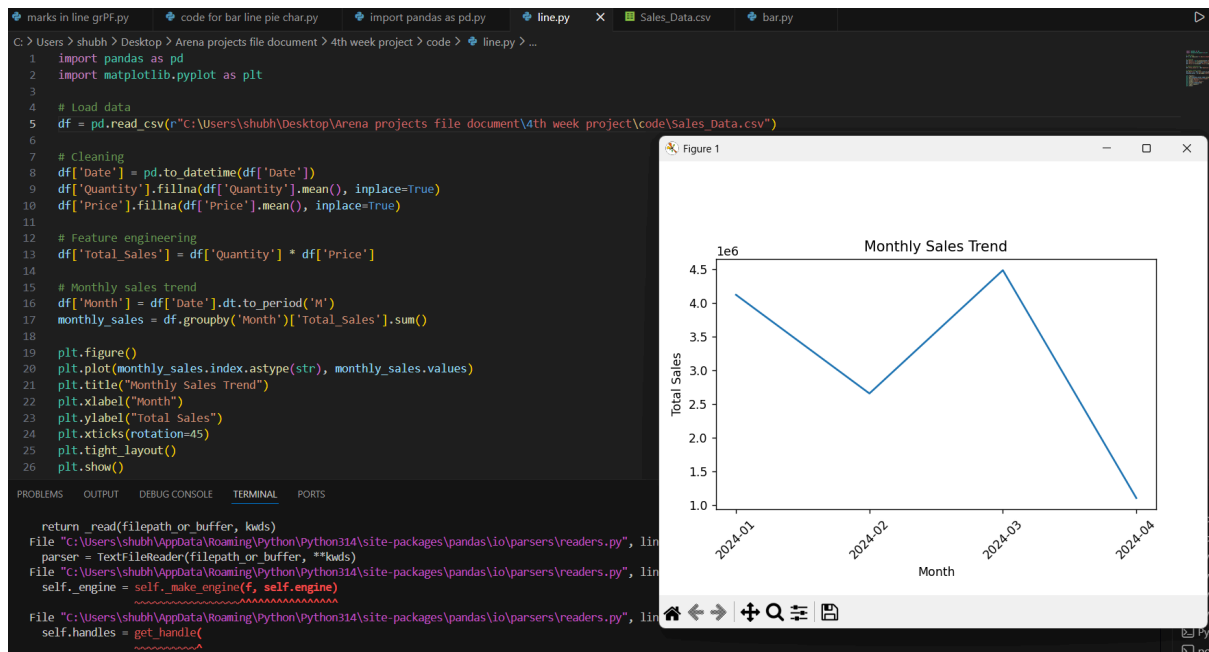 marks in line grPF.py code for bar line pie char.py import pandas as pd.py line.py Sales_Data.csv bar.py
C: > Users > shubh > Desktop > Arena projects file document > 4th week project > code > line.py > ...
1 import pandas as pd
2 import matplotlib.pyplot as plt
3
4 # Load data
5 df = pd.read_csv(r"C:\Users\shubh\Desktop\Arena projects file document\4th week project\code\Sales_Data.csv")
6
7 # Cleaning
8 df['Date'] = pd.to_datetime(df['Date'])
9 df['Quantity'].fillna(df['Quantity'].mean(), inplace=True)
10 df['Price'].fillna(df['Price'].mean(), inplace=True)
11
12 # Feature engineering
13 df['Total_Sales'] = df['Quantity'] * df['Price']
14
15 # Monthly sales trend
16 df['Month'] = df['Date'].dt.to_period('M')
17 monthly_sales = df.groupby('Month')['Total_Sales'].sum()
18
19 plt.figure()
20 plt.plot(monthly_sales.index.astype(str), monthly_sales.values)
21 plt.title("Monthly Sales Trend")
22 plt.xlabel("Month")
23 plt.ylabel("Total Sales")
24 plt.xticks(rotation=45)
25 plt.tight_layout()
26 plt.show()
PROBLEMS OUTPUT DEBUG CONSOLE TERMINAL PORTS
return _read(filepath_or_buffer, kwds)
File "C:\Users\shubh\AppData\Roaming\Python\Python314\site-packages\pandas\io\parsers\readers.py", lin
parser = TextFileReader(filepath_or_buffer, **kwds)
File "C:\Users\shubh\AppData\Roaming\Python\Python314\site-packages\pandas\io\parsers\readers.py", lin
self._engine = self._make_engine(f, self.engine)
~~~~~~~~~~~~~~~~~^^^^^^^^^^^^^^^^
File "C:\Users\shubh\AppData\Roaming\Python\Python314\site-packages\pandas\io\parsers\readers.py", lin
self.handles = get_handle(
~~~~~~~~~~^
Figure 1
Monthly Sales Trend
1e6
4.5
4.0
3.5
3.0
2.5
2.0
1.5
1.0
Total Sales
2024-01
2024-02
2024-03
2024-04
Month
Py